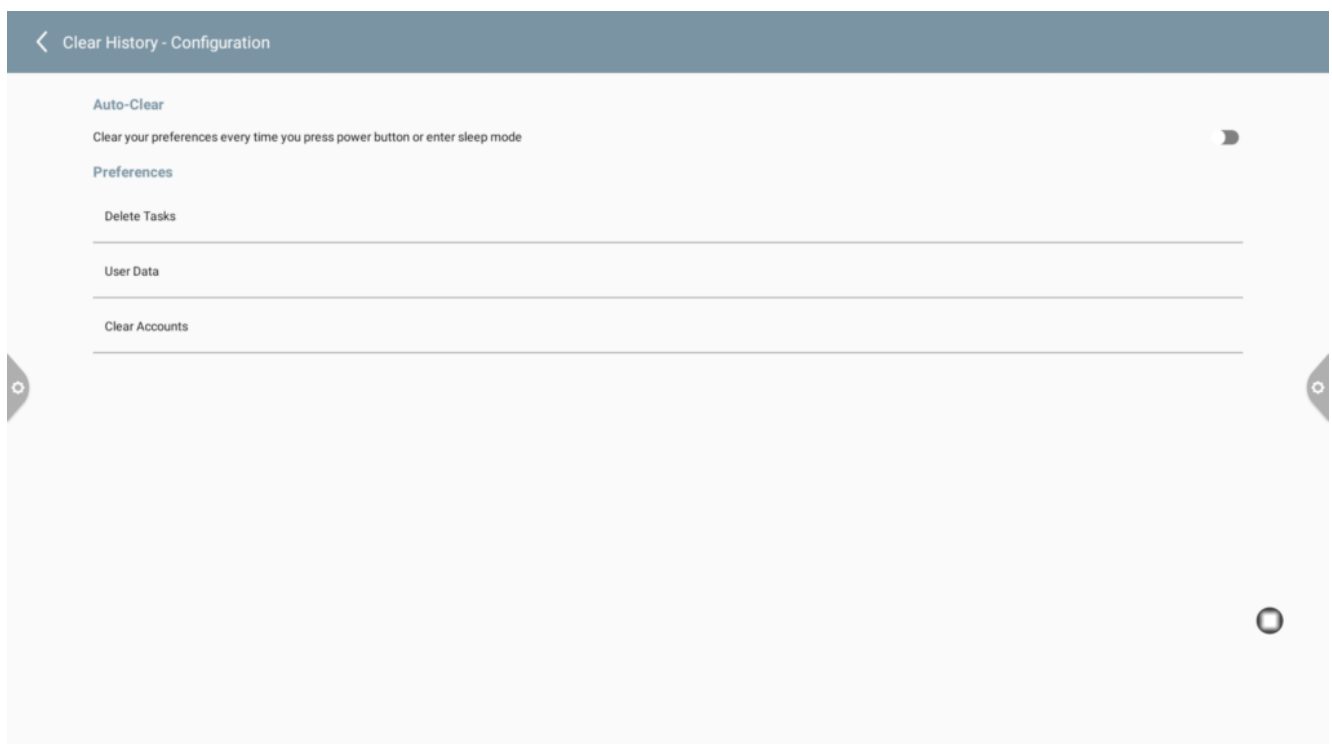 Clear History - Configuration
Auto-Clear
Clear your preferences every time you press power button or enter sleep mode
Preferences
Delete Tasks
User Data
Clear Accounts